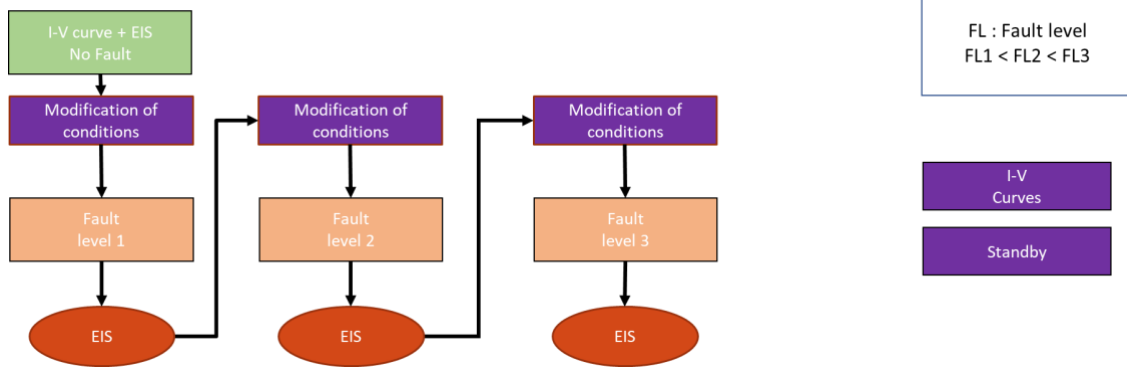 I-V curve + EIS
No Fault
FL : Fault level
FL1 < FL2 < FL3
Modification of
conditions
Modification of
conditions
Modification of
conditions
I-V
Curves
Fault
level 1
Fault
level 2
Fault
level 3
Standby
EIS
EIS
EIS